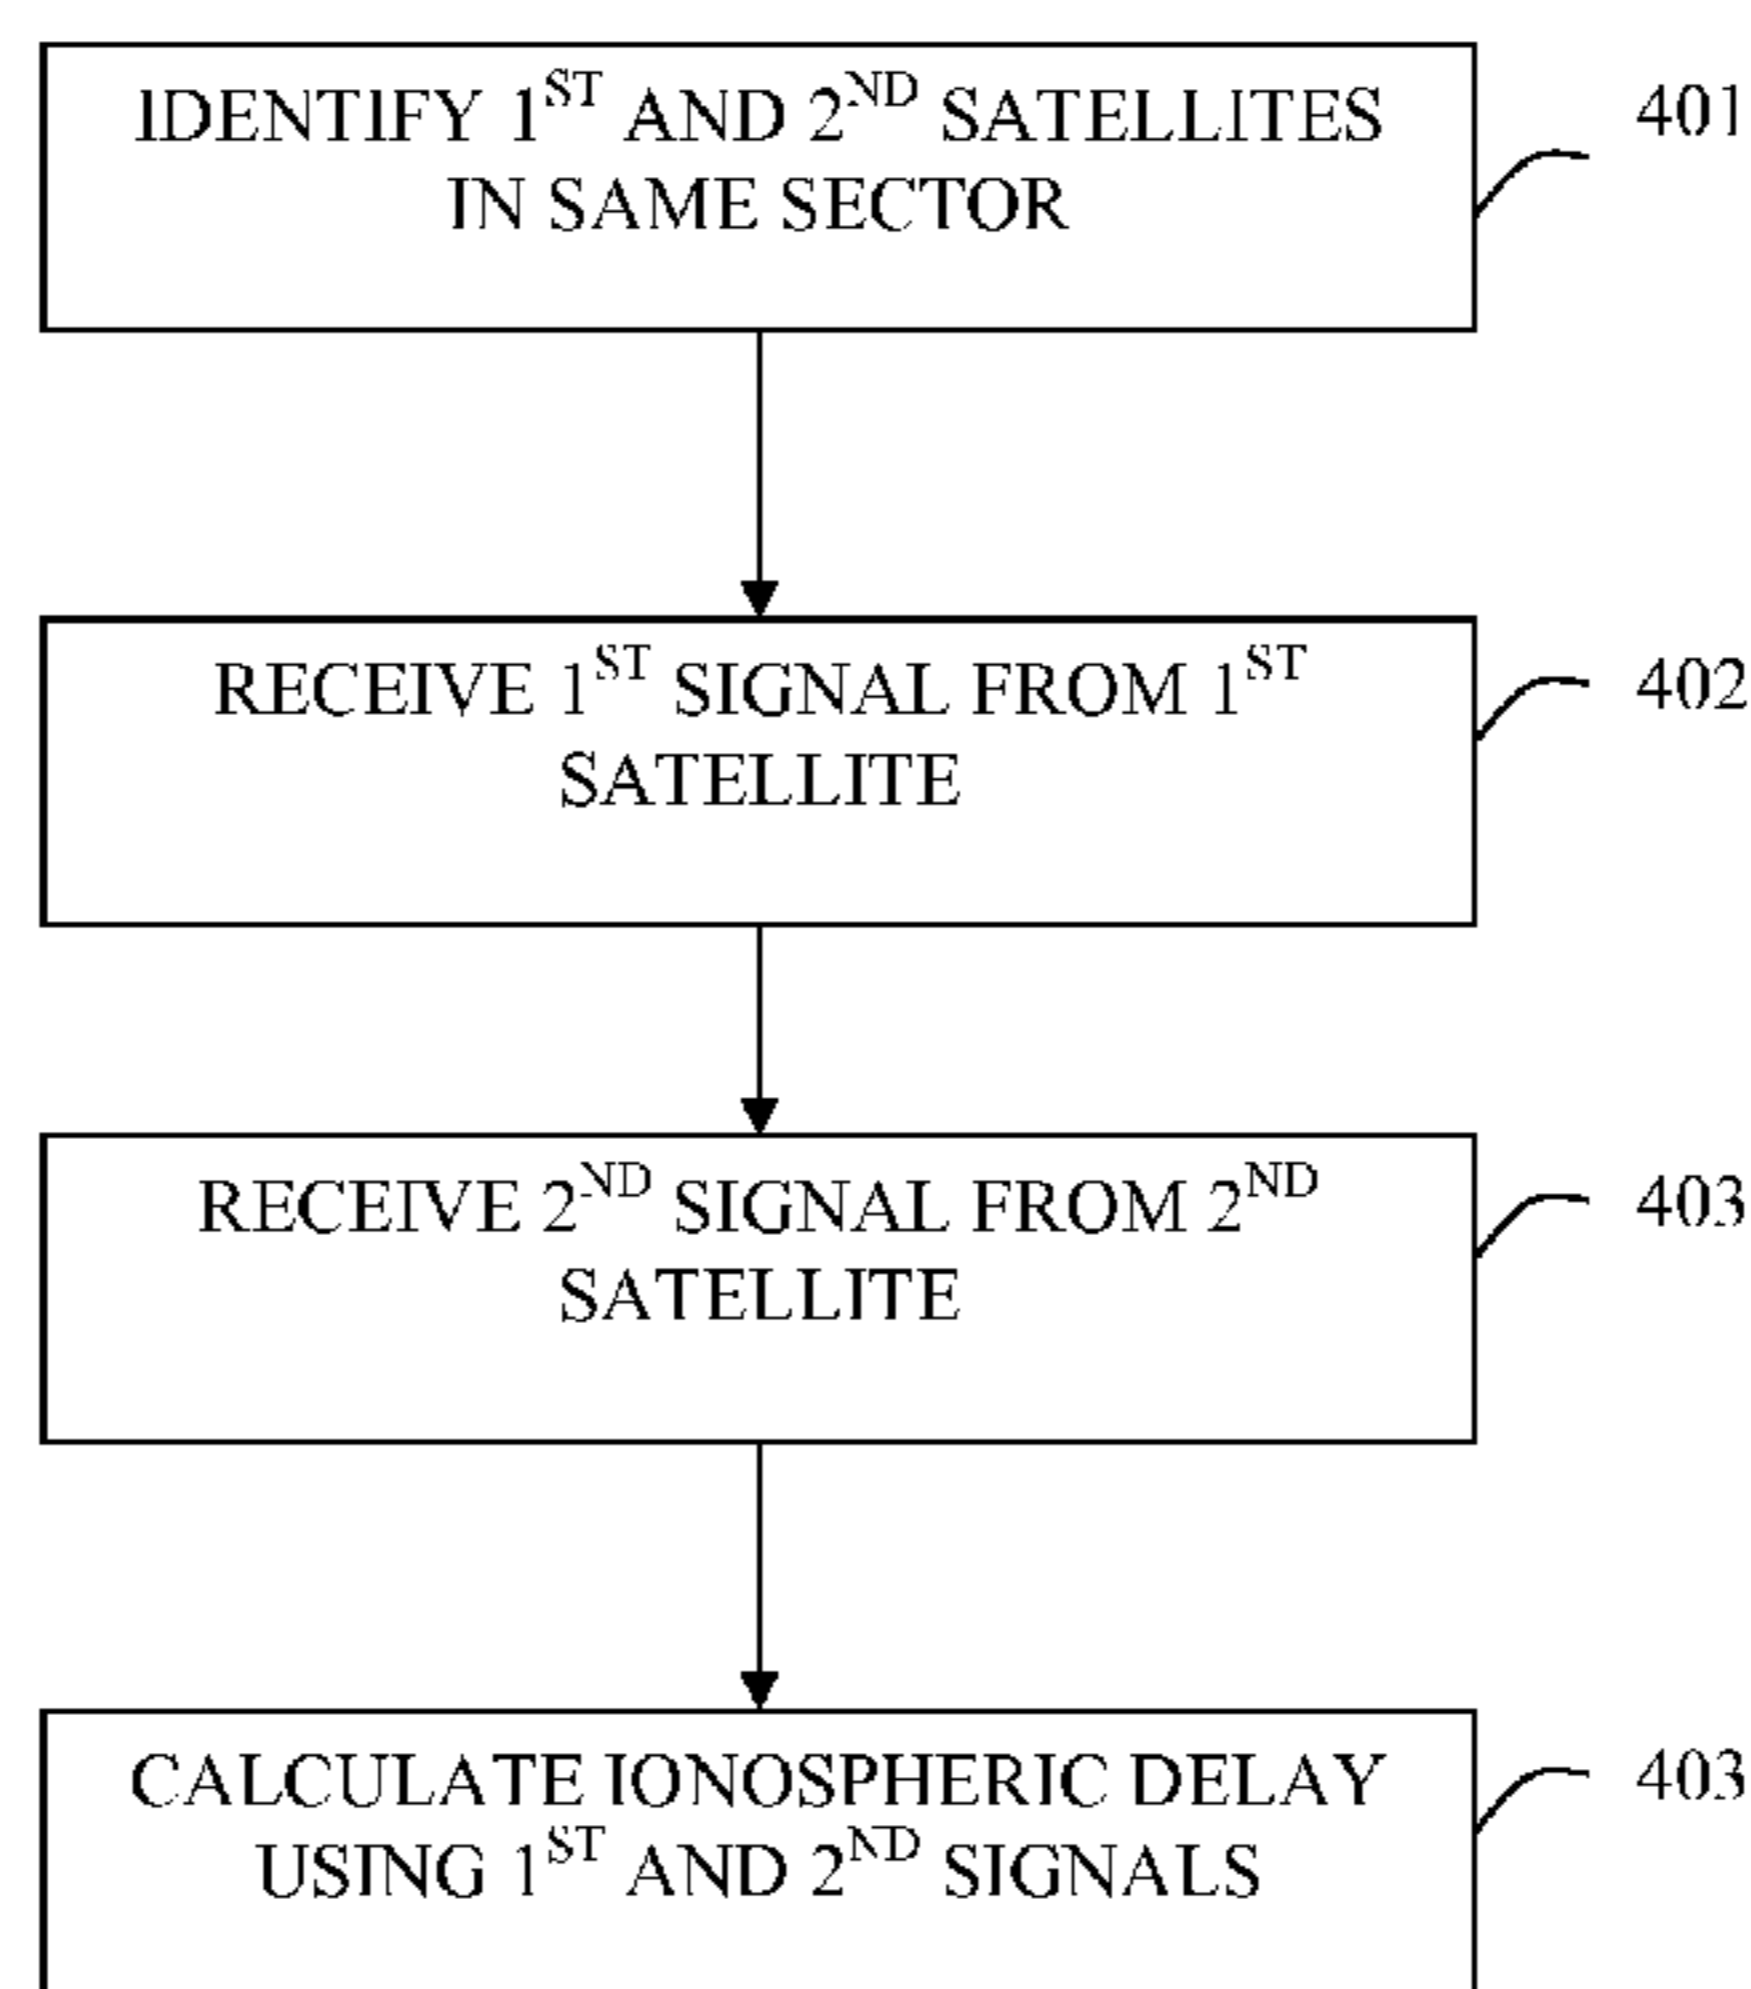 IDENTIFY 1ST AND 2ND SATELLITES
IN SAME SECTOR
401
RECEIVE 1ST SIGNAL FROM 1ST
SATELLITE
402
RECEIVE 2ND SIGNAL FROM 2ND
SATELLITE
403
CALCULATE IONOSPHERIC DELAY
USING 1ST AND 2ND SIGNALS
403